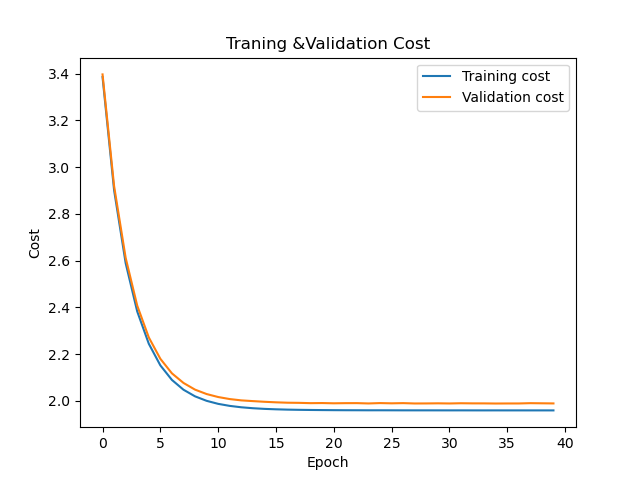 Traning &Validation Cost
Training cost
Validation cost
3.4
3.2
3.0
2.8
2.6
2.4
2.2
2.0
Cost
0 5 10 15 20 25 30 35 40
Epoch